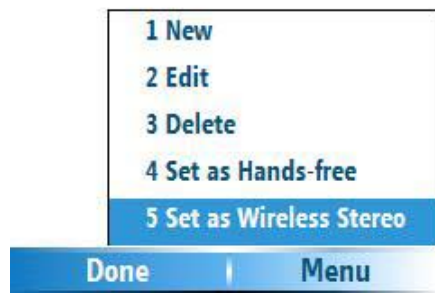 1 New
2 Edit
3 Delete
4 Set as Hands-free
5 Set as Wireless Stereo
Done Menu